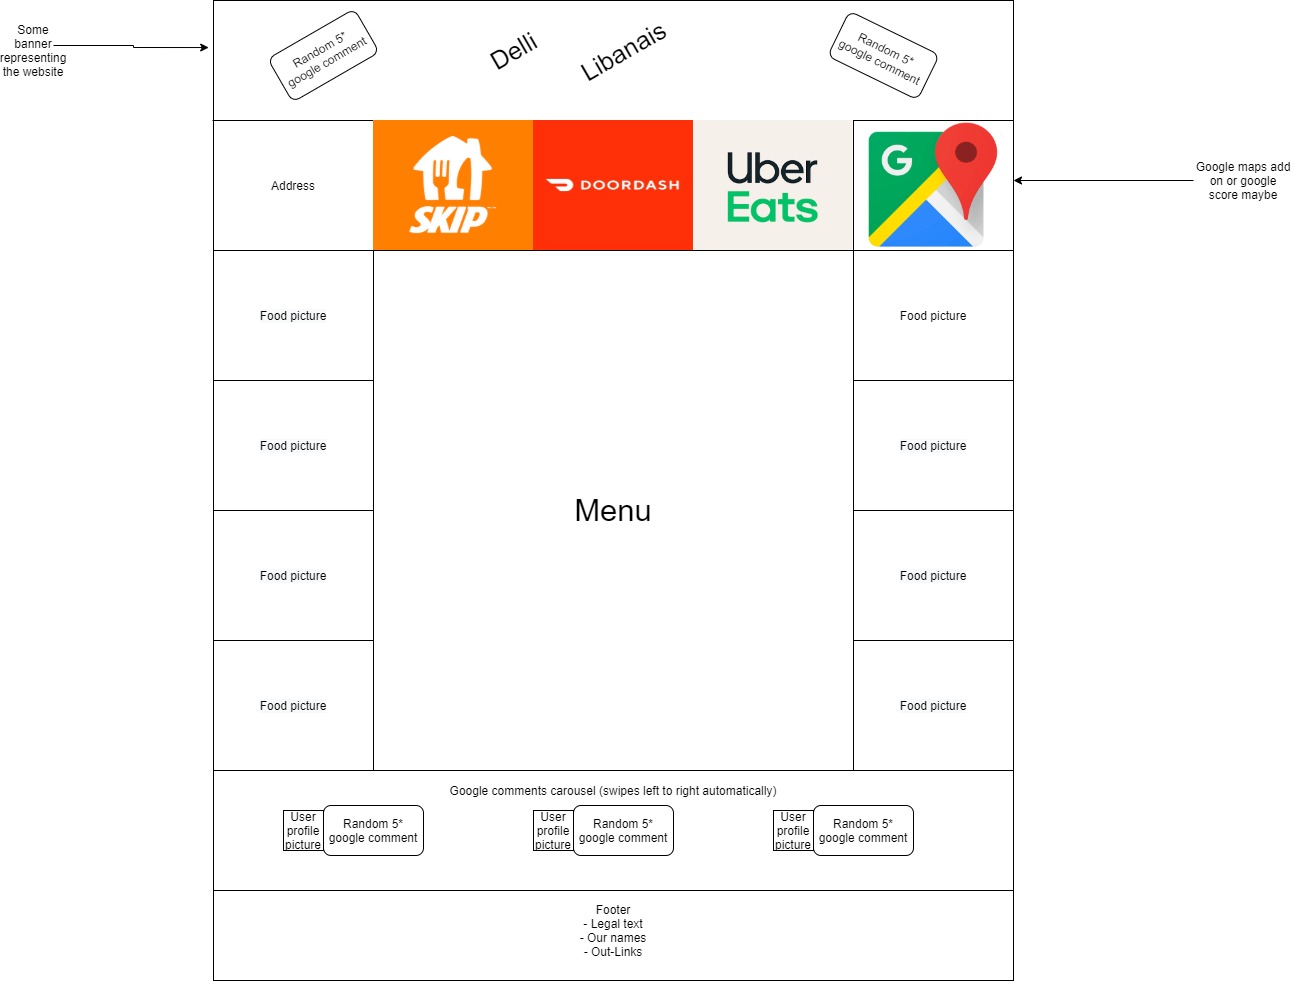 Some
banner
representing
the website
Random 5*
google comment
Delli
Libanais
Random 5*
google comment
Address
SKIP
DOORDASH
Uber
Eats
G
Google maps add
on or google
score maybe
Food picture
Food picture
Food picture
Food picture
Menu
Food picture
Food picture
Food picture
Food picture
Google comments carousel (swipes left to right automatically)
User
profile
picture
Random 5*
google comment
User
profile
picture
Random 5*
google comment
User
profile
picture
Random 5*
google comment
Footer
- Legal text
- Our names
- Out-Links